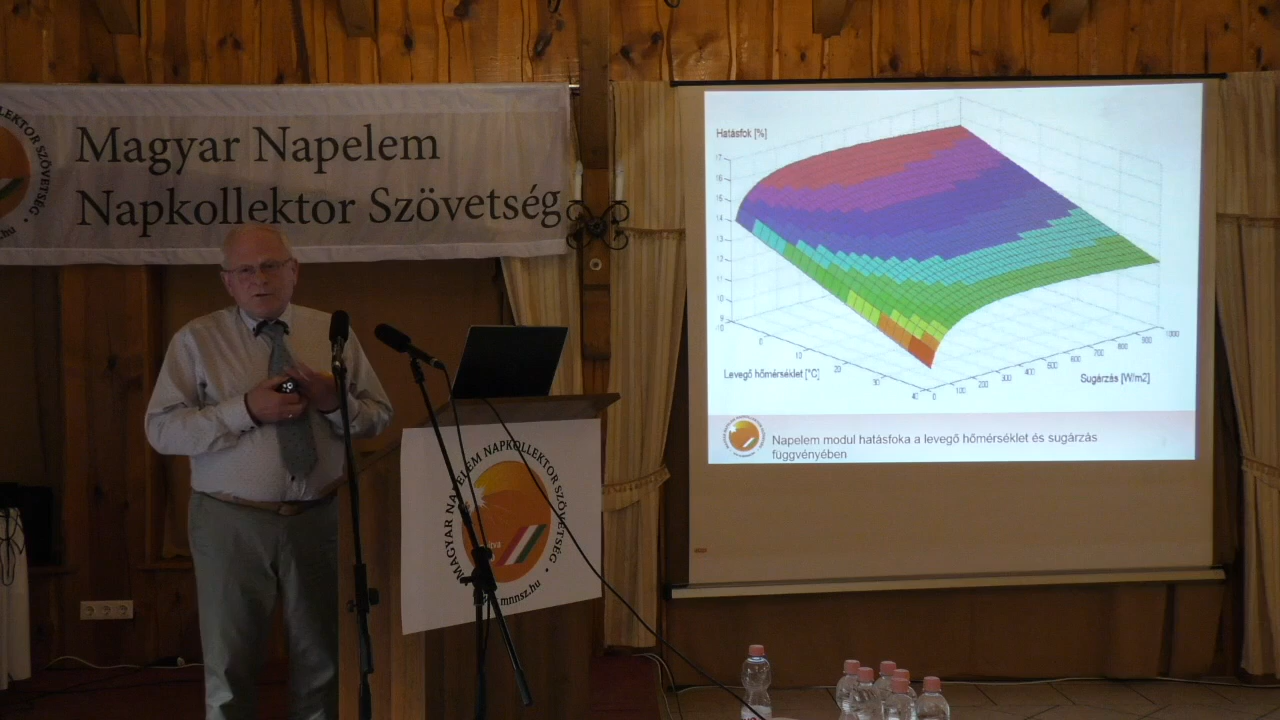 Magyar Napelem
Napkollektor Szövetség
Hatásfok [%]
17
16
15
14
13
12
11
10
9
-10
0
10
20
30
40
Levegő hőmérséklet [°C]
0
100
200
300
400
500
600
700
800
900
1000
Sugárzás [W/m2]
Napelem modul hatásfoka a levegő hőmérséklet és sugárzás
függvényében
MAGYAR NAPELEM NAPKOLLEKTOR SZÖVETSÉG •
mnnsz.hu